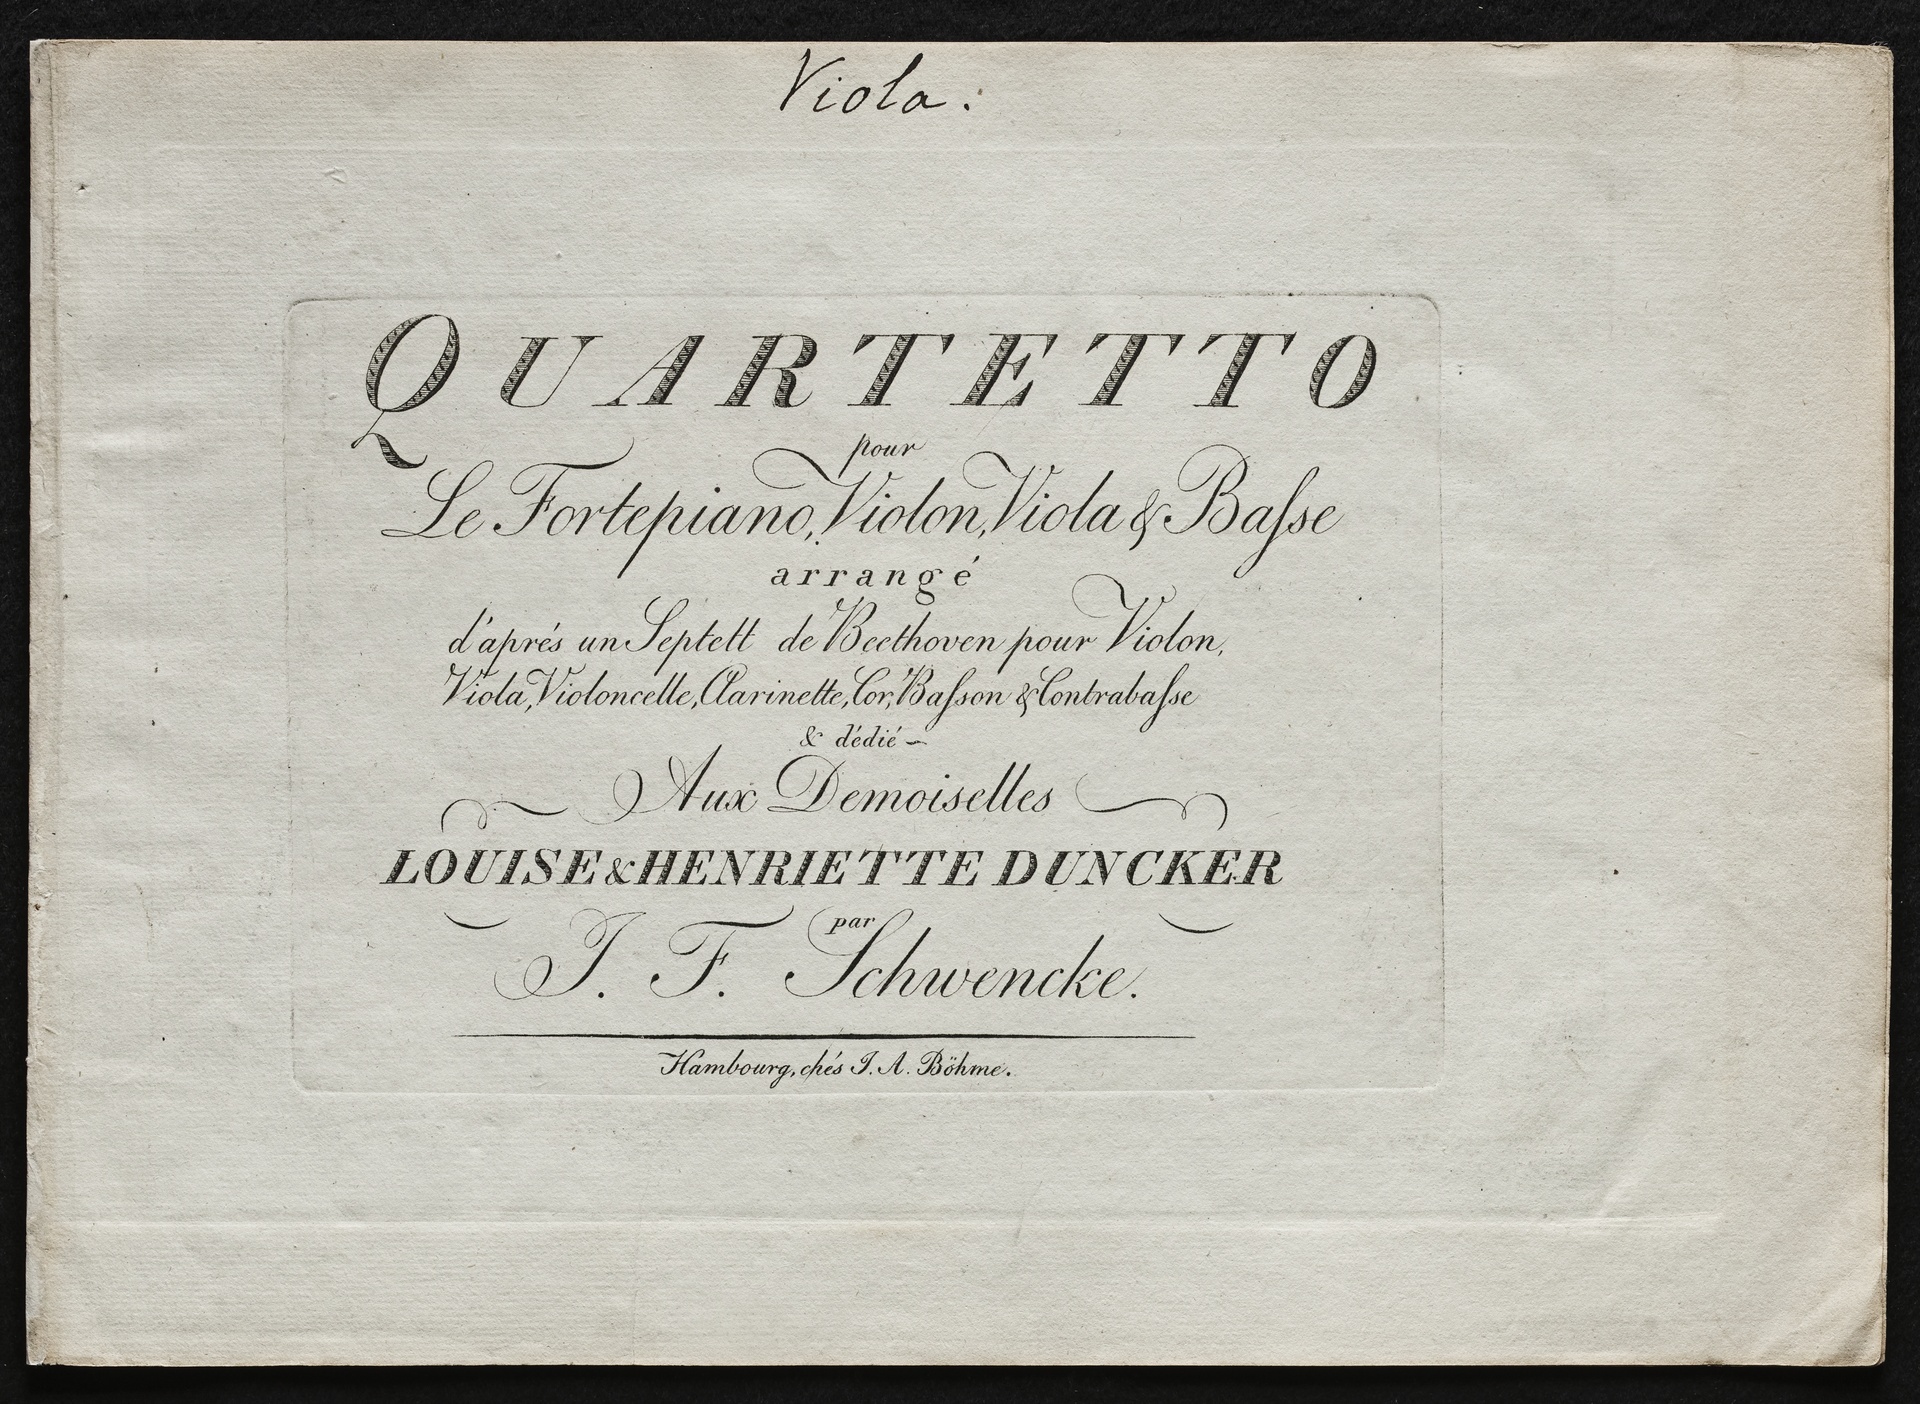 Viola.
QUARTETTO
pour
Le Fortepiano, Violon, Viola & Baſse
arrangé
d'aprés un Septett de Beethoven pour Violon,
Viola, Violoncelle, Clarinette, Cor, Baſson & Contrabaſse
& dédié
Aux Demoiselles
LOUISE & HENRIETTE DUNCKER
par
J. F. Schwencke.
Hambourg, chés J. A. Böhme.